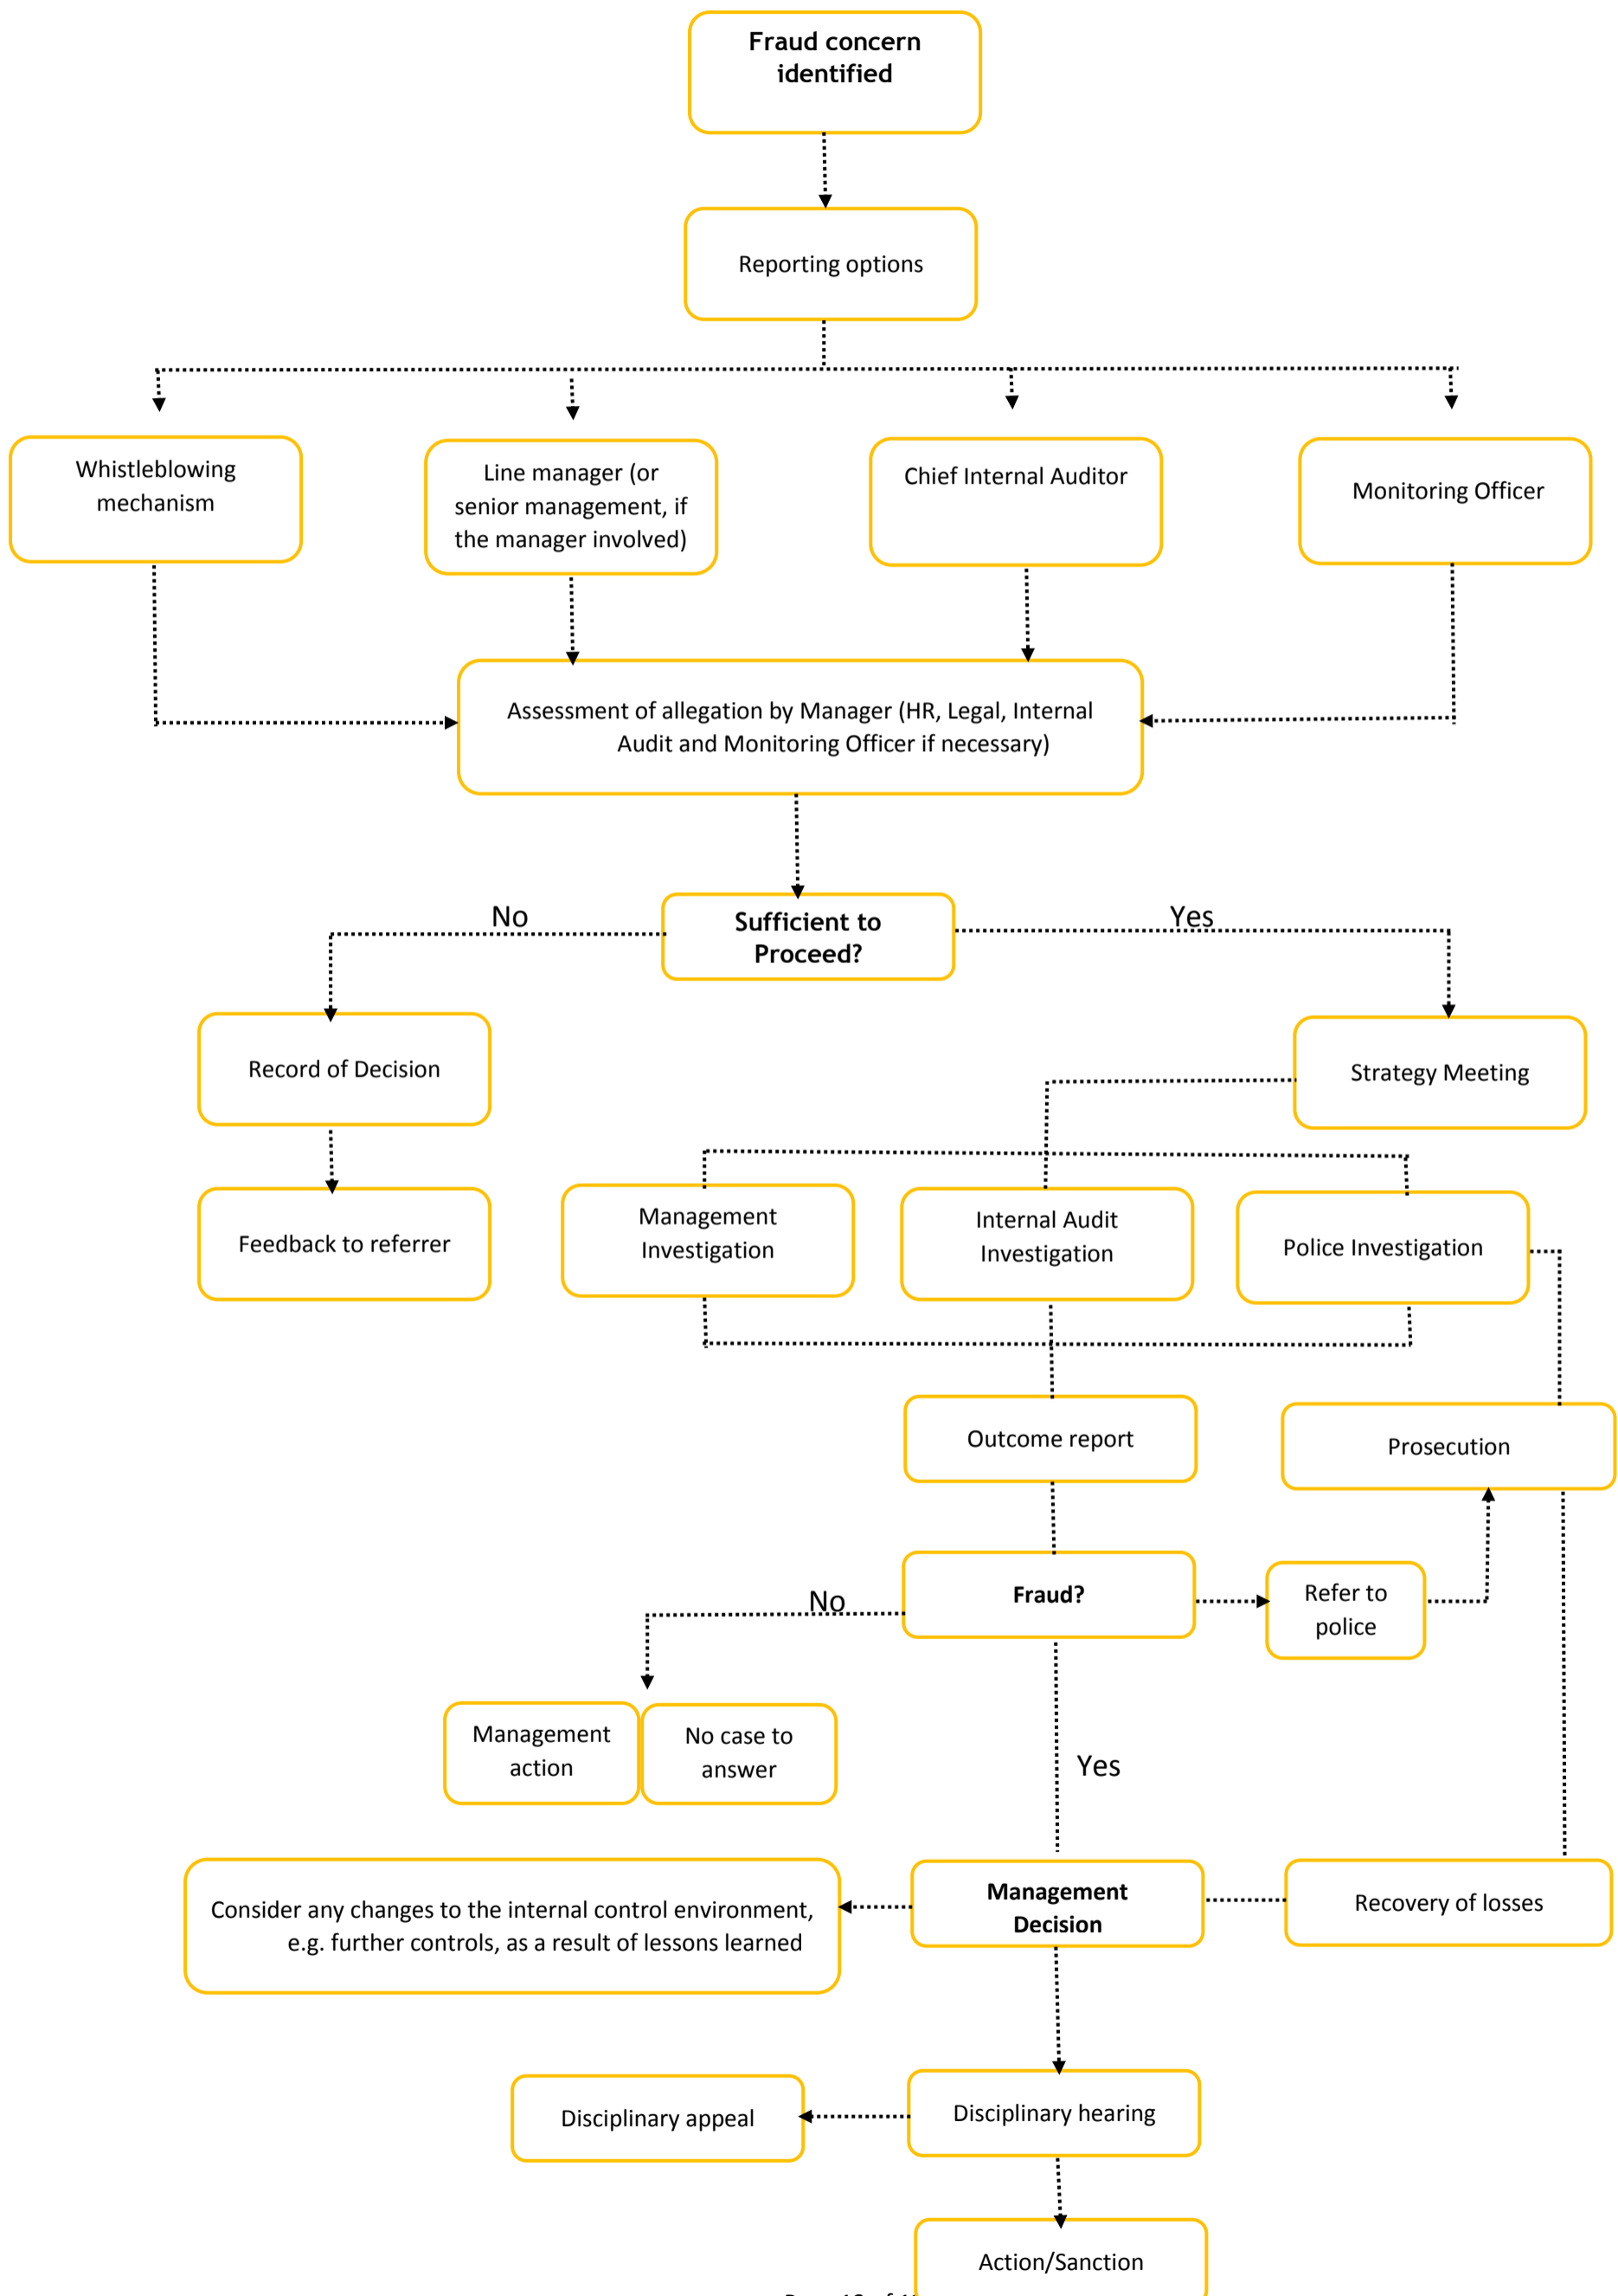 Fraud concern
identified
Reporting options
Whistleblowing
mechanism
Line manager (or
senior management, if
the manager involved)
Chief Internal Auditor
Monitoring Officer
Assessment of allegation by Manager (HR, Legal, Internal
Audit and Monitoring Officer if necessary)
No
Sufficient to
Proceed?
Yes
Record of Decision
Strategy Meeting
Feedback to referrer
Management
Investigation
Internal Audit
Investigation
Police Investigation
Outcome report
Prosecution
No
Fraud?
Refer to
police
Management
action
No case to
answer
Yes
Consider any changes to the internal control environment,
e.g. further controls, as a result of lessons learned
Management
Decision
Recovery of losses
Disciplinary appeal
Disciplinary hearing
Action/Sanction